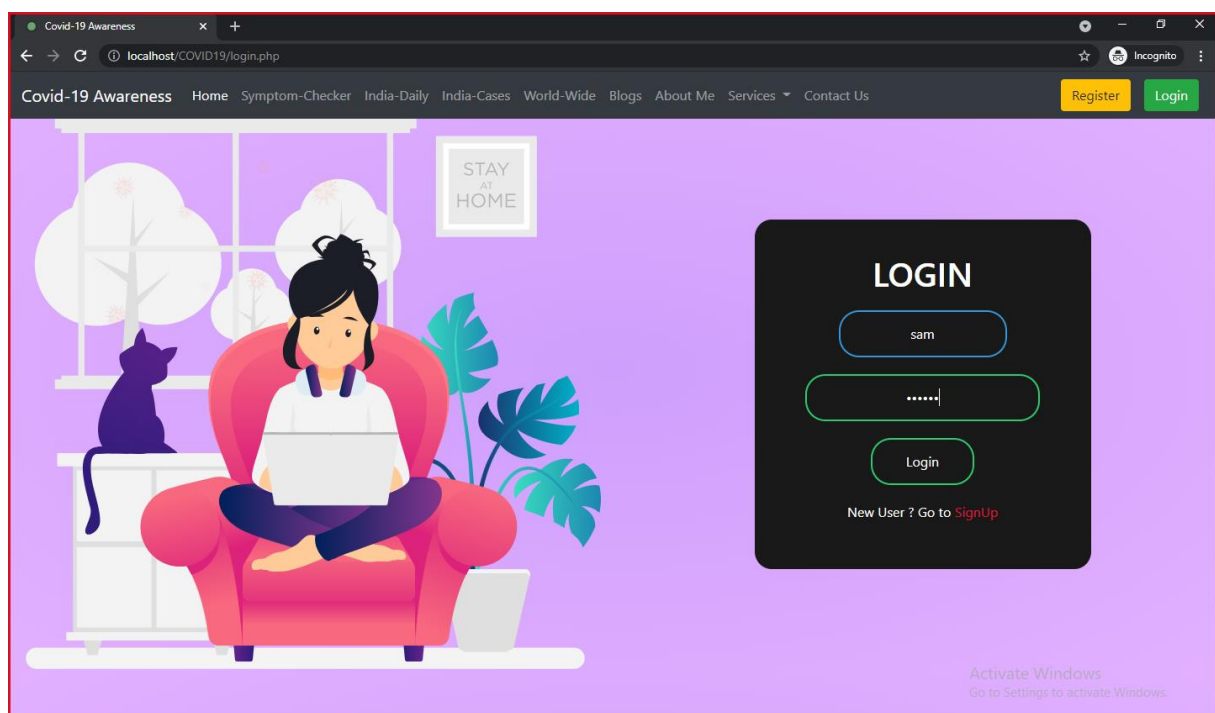 Covid-19 Awareness
localhost/COVID19/login.php
Incognito
Covid-19 Awareness Home Symptom-Checker India-Daily India-Cases World-Wide Blogs About Me Services Contact Us Register Login
STAY
AT
HOME
LOGIN
sam
••••••
Login
New User ? Go to SignUp
Activate Windows
Go to Settings to activate Windows.